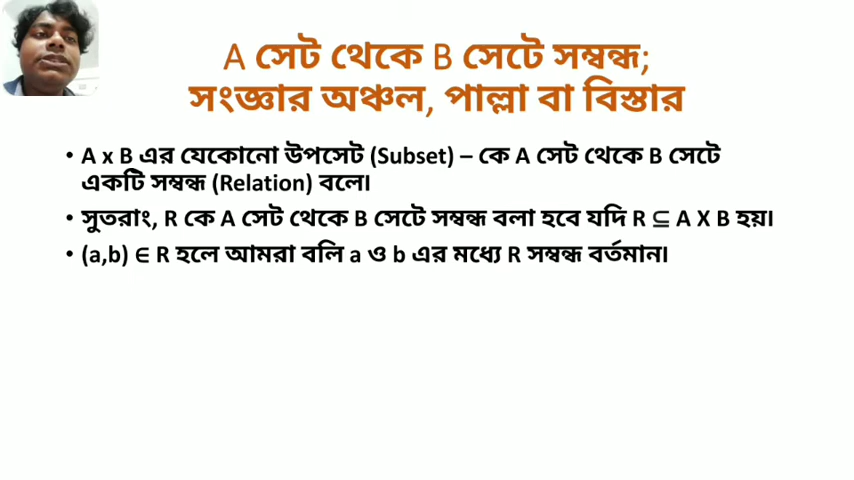 A সেট থেকে B সেটে সম্বন্ধ;
সংজ্ঞার অঞ্চল, পাল্লা বা বিস্তার
• A x B এর যেকোনো উপসেট (Subset) – কে A সেট থেকে B সেটে
একটি সম্বন্ধ (Relation) বলে।
• সুতরাং, R কে A সেট থেকে B সেটে সম্বন্ধ বলা হবে যদি R ⊆ A X B হয়।
• (a,b) ∈ R হলে আমরা বলি a ও b এর মধ্যে R সম্বন্ধ বর্তমান।